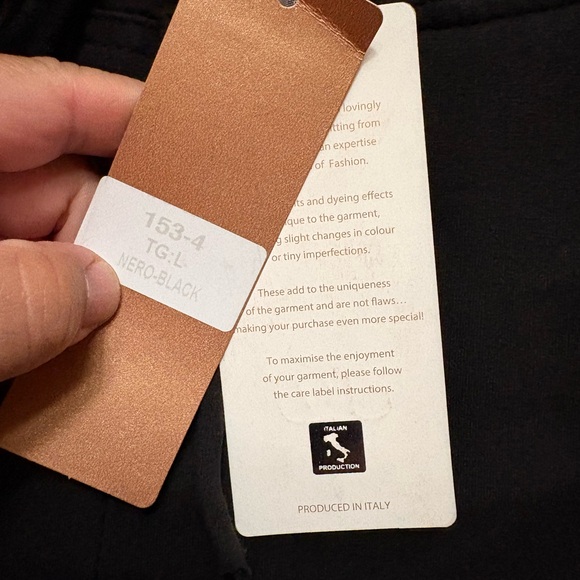 153-4
TG:L
NERO-BLACK
lovingly
from
expertise
of Fashion.
and dyeing effects
to the garment,
slight changes in colour
or tiny imperfections.
These add to the uniqueness
of the garment and are not flaws...
making your purchase even more special!
To maximise the enjoyment
of your garment, please follow
the care label instructions.
ITALIAN
PRODUCTION
PRODUCED IN ITALY